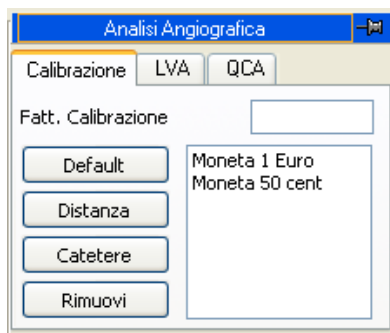 Analisi Angiografica
Calibrazione LVA QCA
Fatt. Calibrazione
Default
Moneta 1 Euro
Moneta 50 cent
Distanza
Catetere
Rimuovi